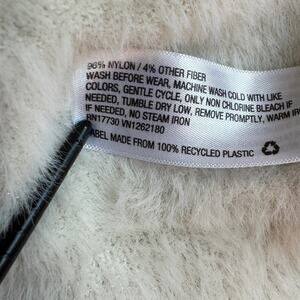 96% NYLON / 4% OTHER FIBER
WASH BEFORE WEAR, MACHINE WASH COLD WITH LIKE
COLORS, GENTLE CYCLE, ONLY NON CHLORINE BLEACH IF
NEEDED, TUMBLE DRY LOW, REMOVE PROMPTLY, WARM IR
IF NEEDED, NO STEAM IRON
RN17730 VN1262180
ABEL MADE FROM 100% RECYCLED PLASTIC